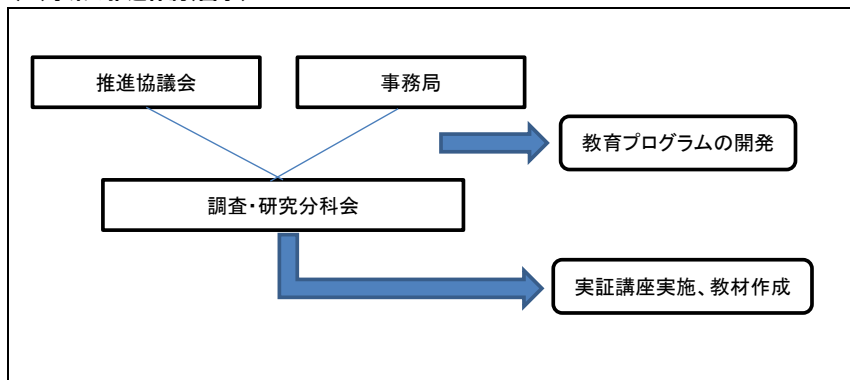 推進協議会
事務局
教育プログラムの開発
調査・研究分科会
実証講座実施、教材作成